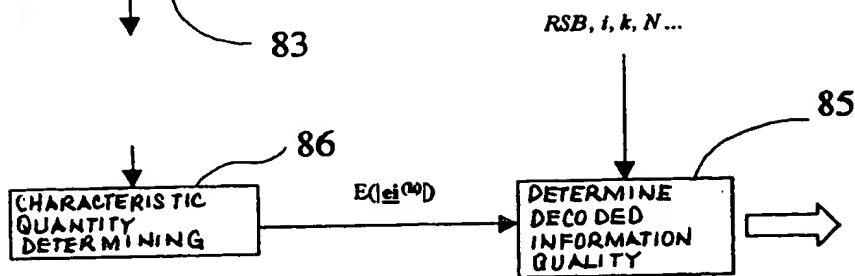 83
RSB, i, k, N...
85
86
CHARACTERISTIC
QUANTITY
DETERMINING
E(|ei(k)|)
DETERMINE
DECODED
INFORMATION
QUALITY